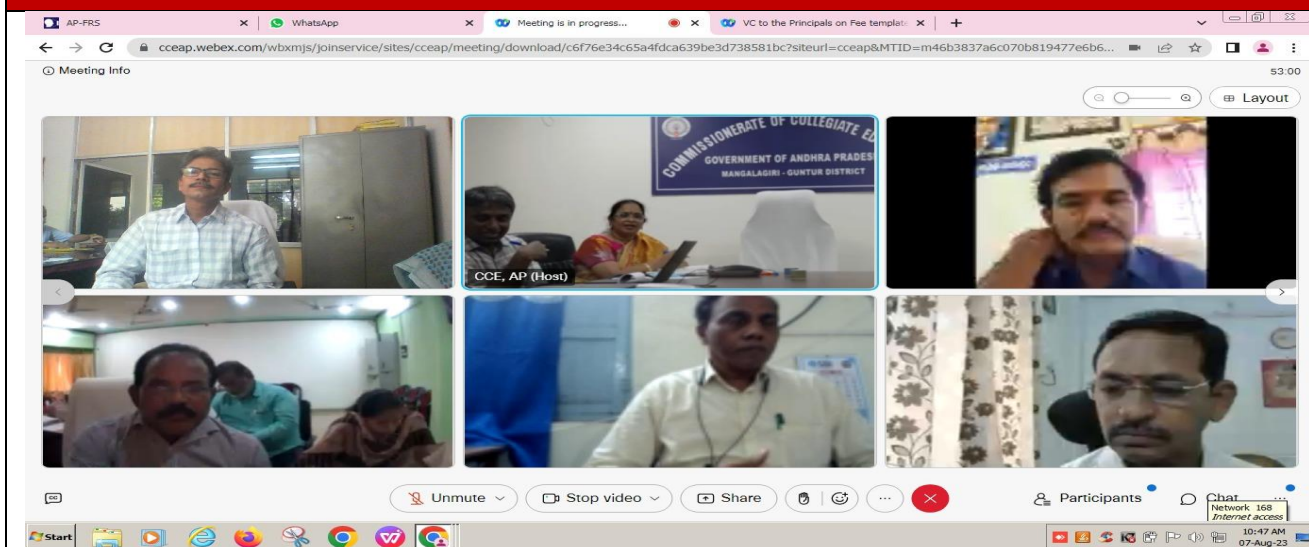 AP-FRS
WhatsApp
Meeting is in progress...
VC to the Principals on Fee template
cceap.webex.com/wbxmjs/joinservice/sites/cceap/meeting/download/c6f76e34c65a4fdca639be3d738581bc?siteurl=cceap&MTID=m46b3837a6c070b819477e6b6...
Meeting Info
53:00
Layout
COMMISSIONERATE OF COLLEGIATE ED
GOVERNMENT OF ANDHRA PRADES
MANGALAGIRI - GUNTUR DISTRICT
CCE, AP (Host)
CC
Unmute
Stop video
Share
Participants
Chat
Network 168
Internet access
Start
10:47 AM
07-Aug-23